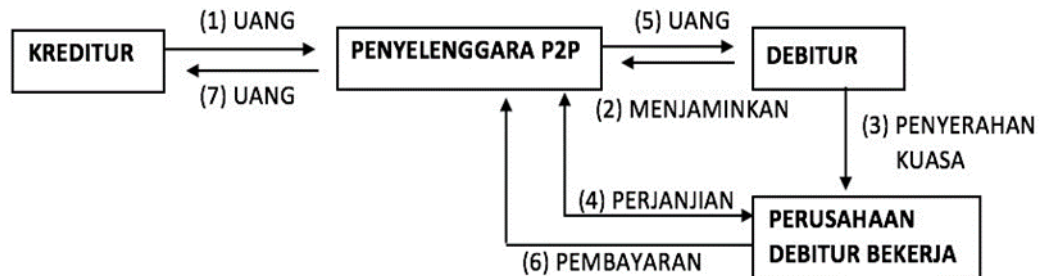 (1) UANG
(5) UANG
KREDITUR
PENYELENGGARA P2P
DEBITUR
(7) UANG
(2) MENJAMINKAN
(3) PENYERAHAN
KUASA
(4) PERJANJIAN
PERUSAHAAN
DEBITUR BEKERJA
(6) PEMBAYARAN